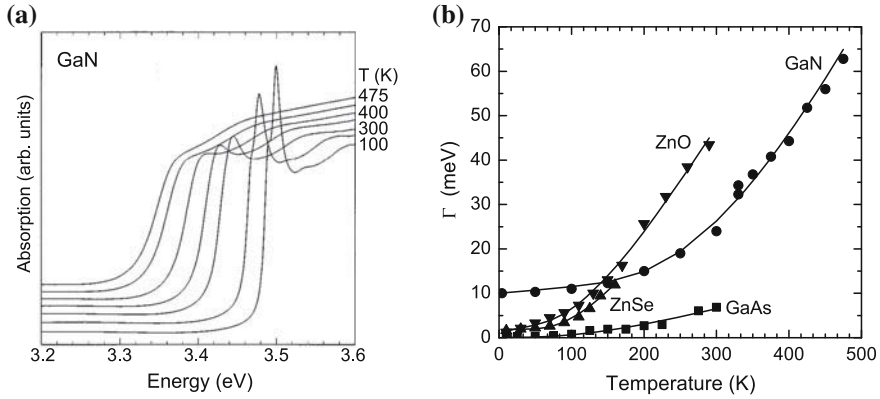 (a)
GaN
T (K)
475
400
300
100
Absorption (arb. units)
3.2 3.3 3.4 3.5 3.6
Energy (eV)
(b)
70
60
50
40
30
20
10
0
Γ (meV)
GaN
ZnO
ZnSe
GaAs
0 100 200 300 400 500
Temperature (K)